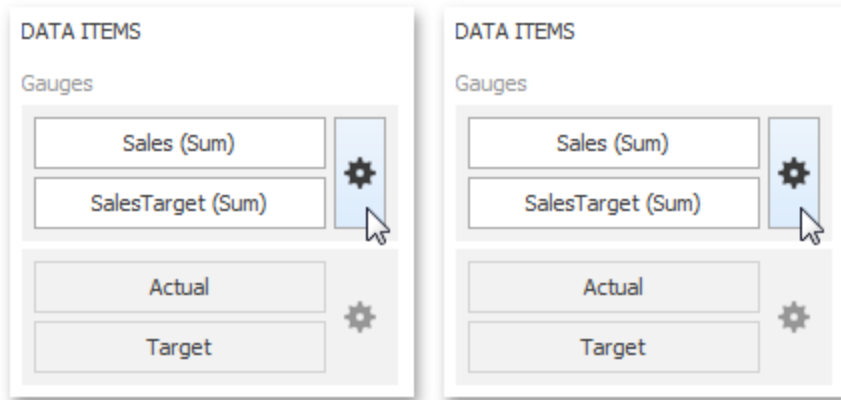 DATA ITEMS
Gauges
Sales (Sum)
SalesTarget (Sum)
Actual
Target
DATA ITEMS
Gauges
Sales (Sum)
SalesTarget (Sum)
Actual
Target